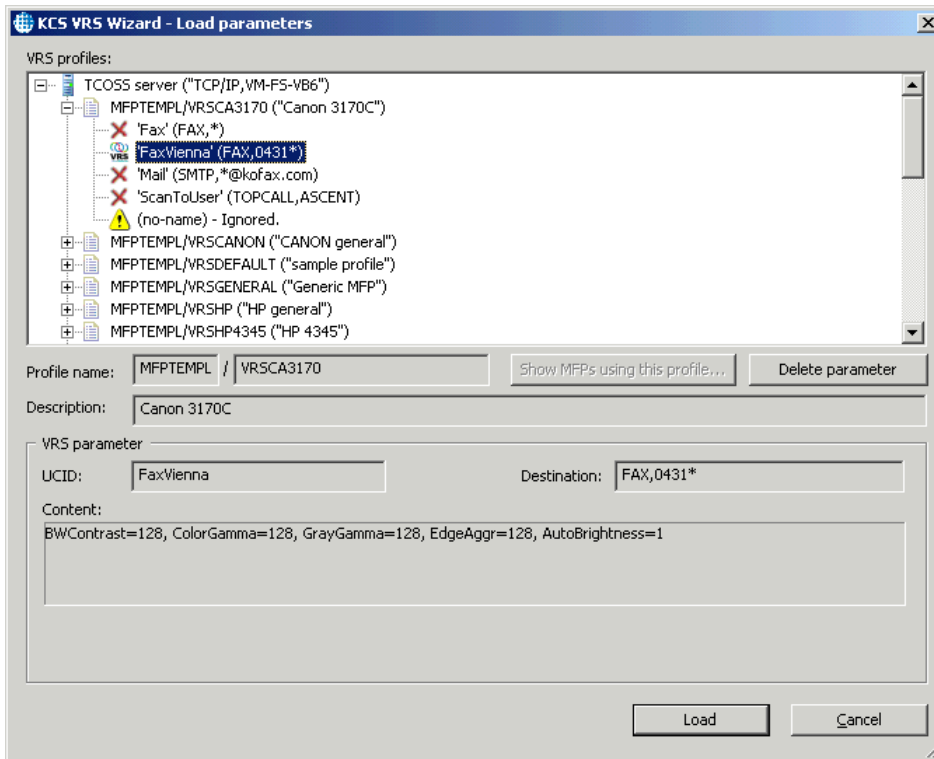 KCS VRS Wizard - Load parameters
VRS profiles:
TCOSS server ("TCP/IP,VM-FS-VB6")
MFPTEMPL/VRSCA3170 ("Canon 3170C")
'Fax' (FAX,*)
VRS 'FaxVienna' (FAX,0431*)
'Mail' (SMTP,*@kofax.com)
'ScanToUser' (TOPCALL,ASCENT)
(no-name) - Ignored.
MFPTEMPL/VRSCANON ("CANON general")
MFPTEMPL/VRSDEFAULT ("sample profile")
MFPTEMPL/VRSGENERAL ("Generic MFP")
MFPTEMPL/VRSHP ("HP general")
MFPTEMPL/VRSHP4345 ("HP 4345")
Profile name: MFPTEMPL / VRSCA3170 Show MFPs using this profile... Delete parameter
Description: Canon 3170C
VRS parameter
UCID: FaxVienna Destination: FAX,0431*
Content:
BWContrast=128, ColorGamma=128, GrayGamma=128, EdgeAggr=128, AutoBrightness=1
Load Cancel